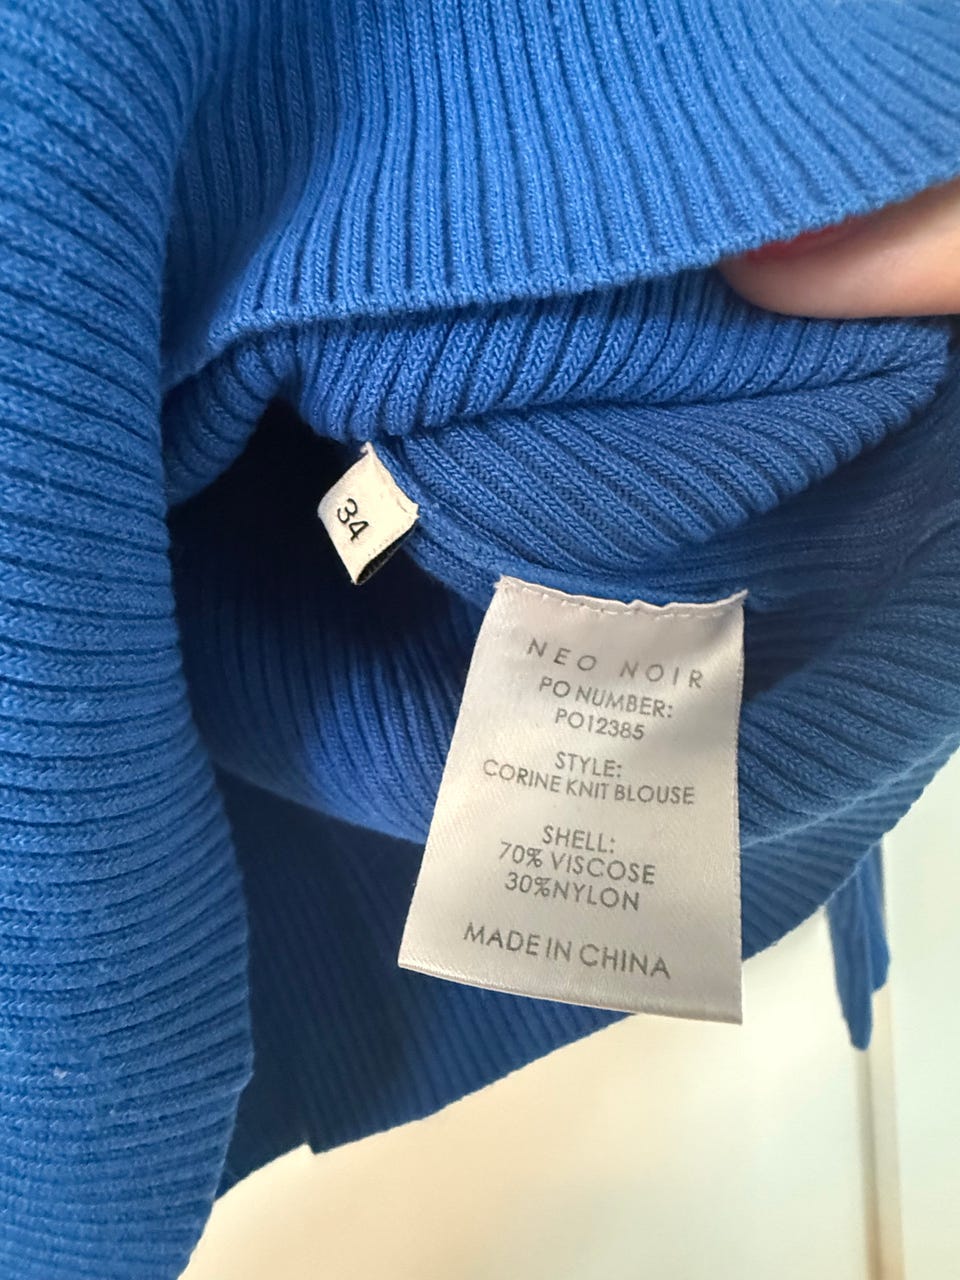 34
NEO NOIR
PO NUMBER:
PO12385
STYLE:
CORINE KNIT BLOUSE
SHELL:
70% VISCOSE
30%NYLON
MADE IN CHINA